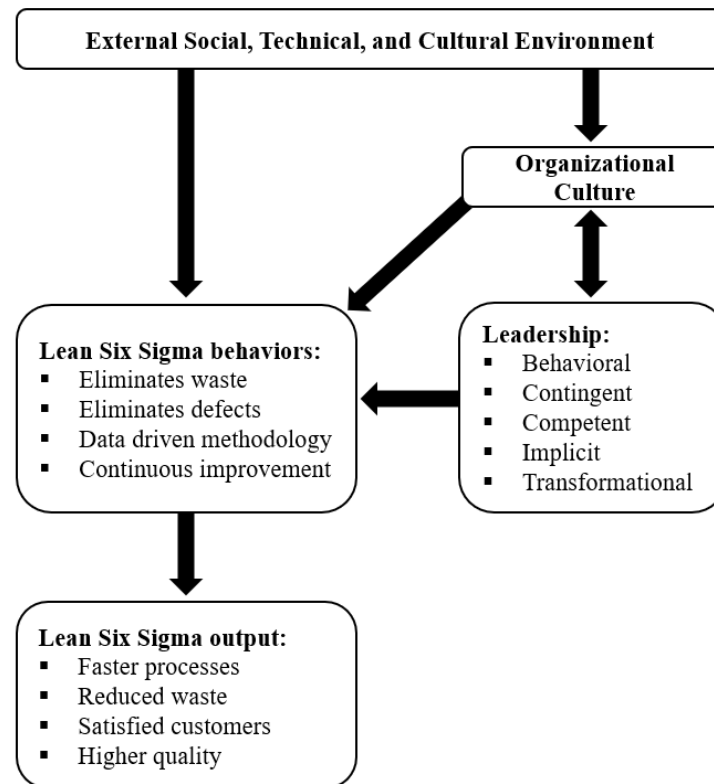 External Social, Technical, and Cultural Environment
Organizational
Culture
Lean Six Sigma behaviors:
▪ Eliminates waste
▪ Eliminates defects
▪ Data driven methodology
▪ Continuous improvement
Leadership:
▪ Behavioral
▪ Contingent
▪ Competent
▪ Implicit
▪ Transformational
Lean Six Sigma output:
▪ Faster processes
▪ Reduced waste
▪ Satisfied customers
▪ Higher quality